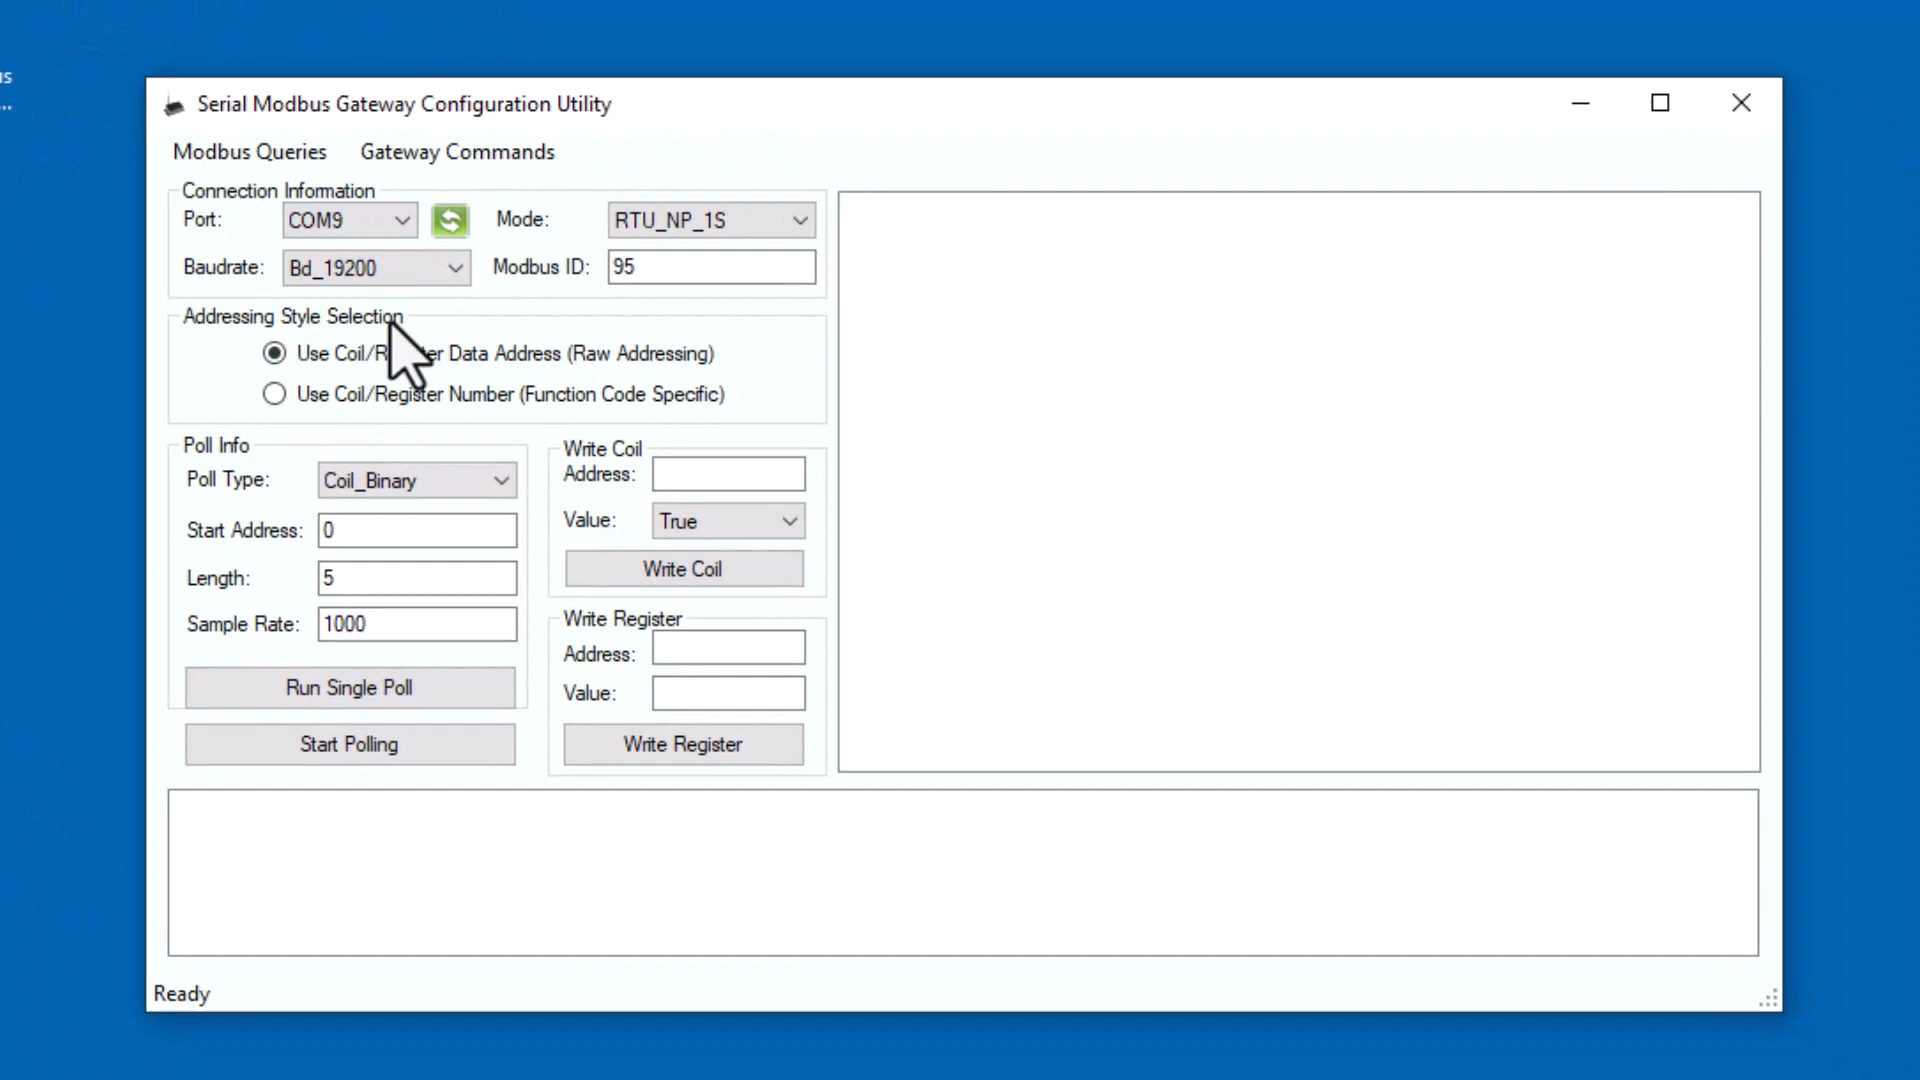 us
...
Serial Modbus Gateway Configuration Utility
Modbus Queries Gateway Commands
Connection Information
Port: COM9 Mode: RTU_NP_1S
Baudrate: Bd_19200 Modbus ID: 95
Addressing Style Selection
Use Coil/R er Data Address (Raw Addressing)
Use Coil/Register Number (Function Code Specific)
Poll Info
Poll Type: Coil_Binary
Start Address: 0
Length: 5
Sample Rate: 1000
Run Single Poll
Start Polling
Write Coil
Address:
Value: True
Write Coil
Write Register
Address:
Value:
Write Register
Ready